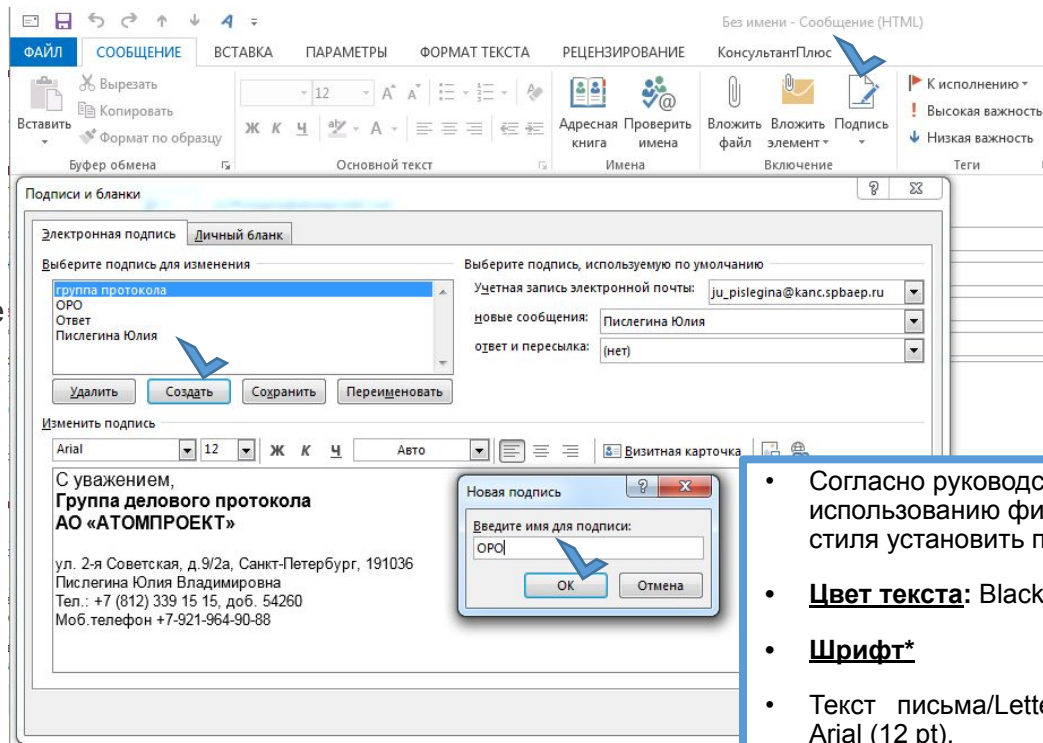 Без имени - Сообщение (HTML)
ФАЙЛ СООБЩЕНИЕ ВСТАВКА ПАРАМЕТРЫ ФОРМАТ ТЕКСТА РЕЦЕНЗИРОВАНИЕ КонсультантПлюс
Вставить
Вырезать
Копировать
Формат по образцу
Буфер обмена
12
Ж К Ч
Основной текст
Адресная книга
Проверить имена
Имена
Вложить файл
Вложить элемент
Подпись
Включение
К исполнению
Высокая важность
Низкая важность
Теги
Подписи и бланки
Электронная подпись Личный бланк
Выберите подпись для изменения
группа протокола
ОРО
Ответ
Пислегина Юлия
Удалить Создать Сохранить Переименовать
Выберите подпись, используемую по умолчанию
Учетная запись электронной почты: ju_pislegina@kanc.spbaep.ru
новые сообщения: Пислегина Юлия
ответ и пересылка: (нет)
Изменить подпись
Arial 12 Ж К Ч Авто Визитная карточка
С уважением,
Группа делового протокола
АО «АТОМПРОЕКТ»
ул. 2-я Советская, д.9/2а, Санкт-Петербург, 191036
Пислегина Юлия Владимировна
Тел.: +7 (812) 339 15 15, доб. 54260
Моб.телефон +7-921-964-90-88
Новая подпись
Введите имя для подписи:
ОРО
ОК Отмена
• Согласно руководс
использованию фи
стиля установить п
• Цвет текста: Black
• Шрифт*
• Текст письма/Lette
Arial (12 pt).